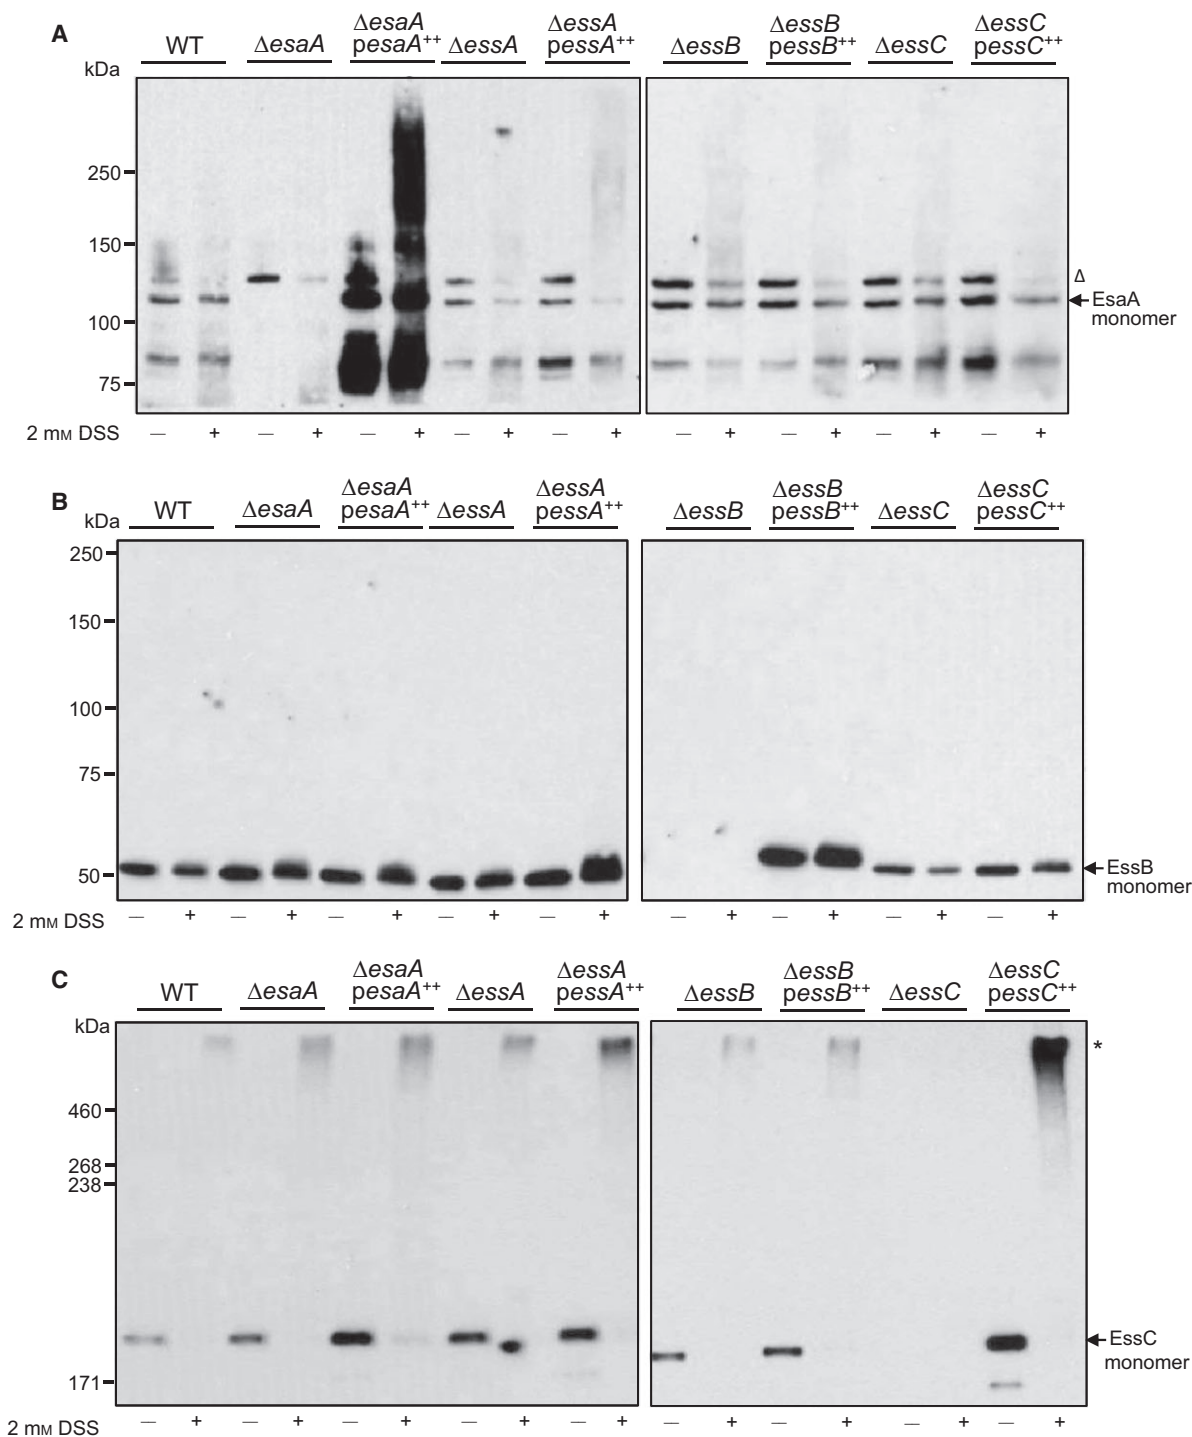 A
WT ΔesaA ΔesaA pesaA++ ΔessA ΔessA pessA++ ΔessB ΔessB pessB++ ΔessC ΔessC pessC++
kDa
250
150
Δ
EsaA
monomer
100
75
2 mM DSS – + – + – + – + – + – + – + – + – +
B
WT ΔesaA ΔesaA pesaA++ ΔessA ΔessA pessA++ ΔessB ΔessB pessB++ ΔessC ΔessC pessC++
kDa
250
150
100
75
50
EssB
monomer
2 mM DSS – + – + – + – + – + – + – + – + – +
C
WT ΔesaA ΔesaA pesaA++ ΔessA ΔessA pessA++ ΔessB ΔessB pessB++ ΔessC ΔessC pessC++
kDa
*
460
268
238
EssC
monomer
171
2 mM DSS – + – + – + – + – + – + – + – + – +